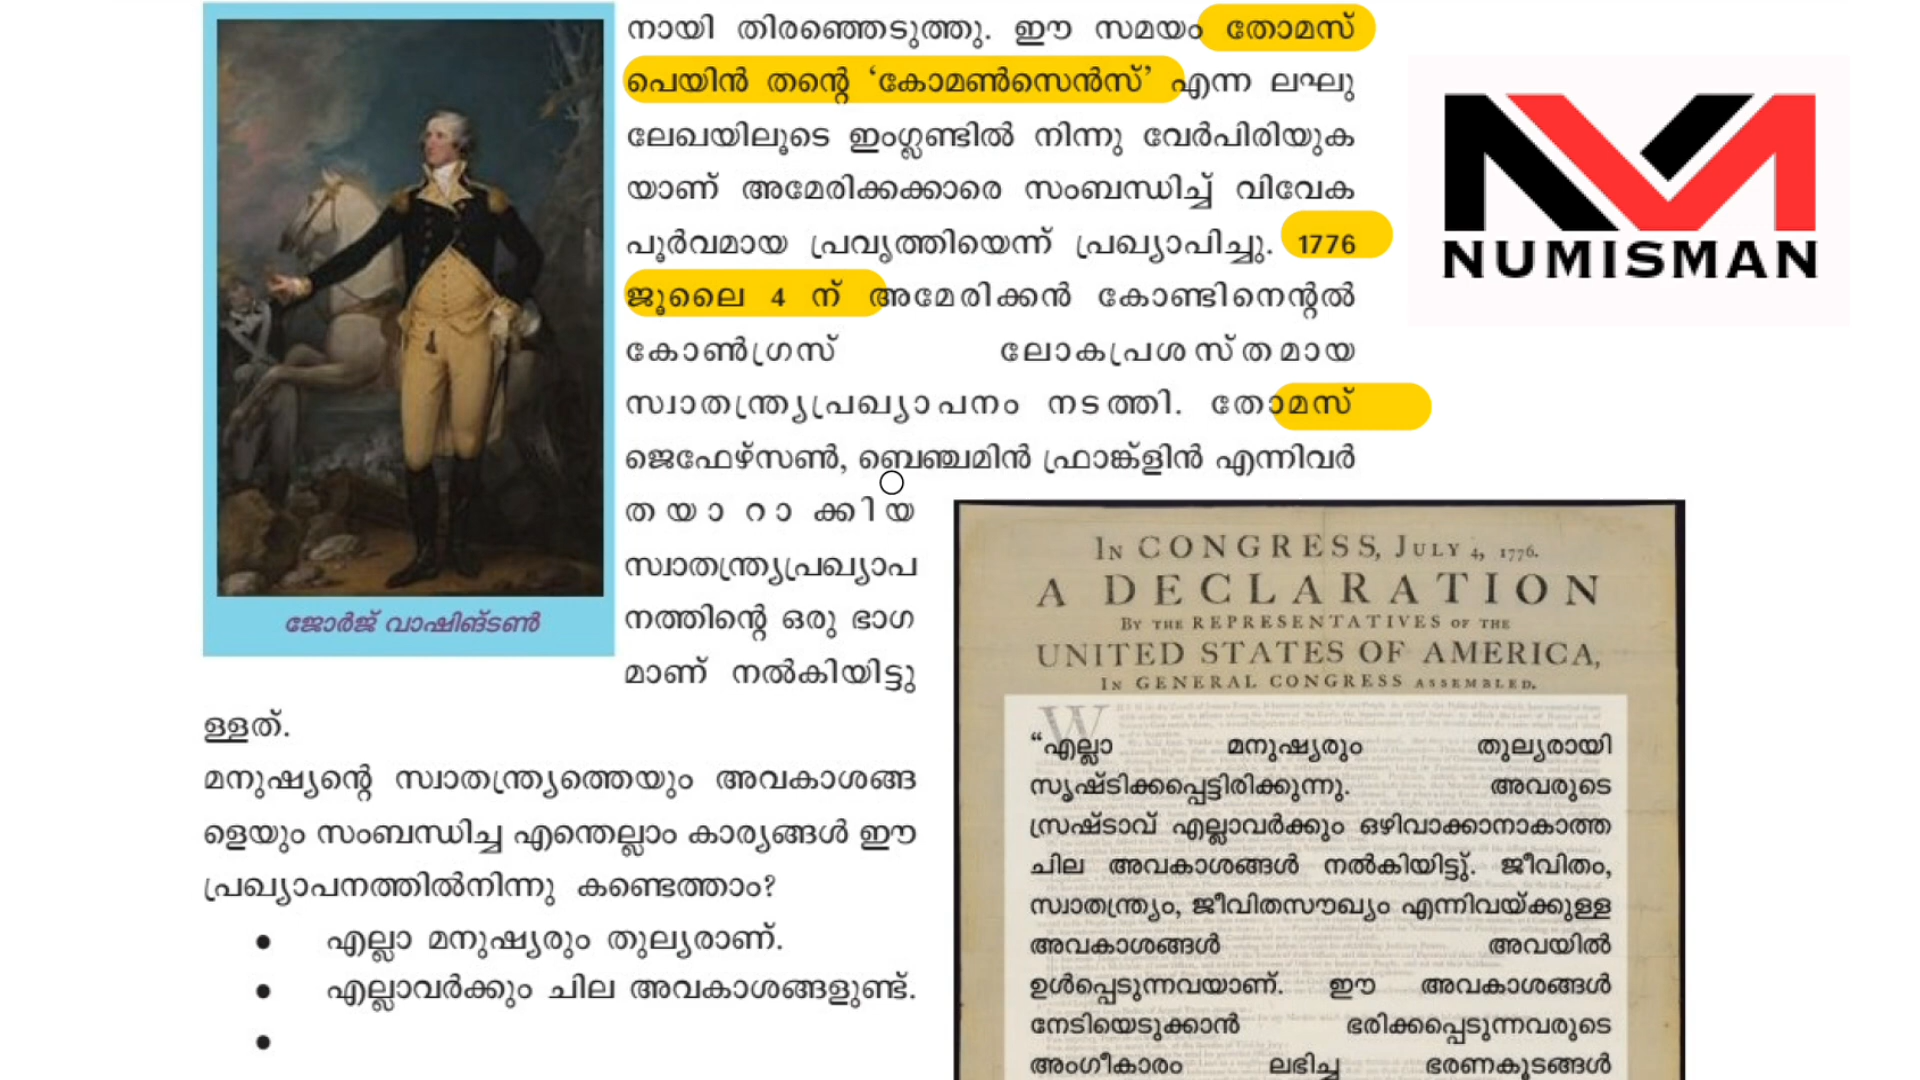 നായി തിരഞ്ഞെടുത്തു. ഈ സമയം തോമസ്
പെയിൻ തന്റെ ‘കോമൺസെൻസ്’ എന്ന ലഘു
ലേഖയിലൂടെ ഇംഗ്ലണ്ടിൽ നിന്നു വേർപിരിയുക
യാണ് അമേരിക്കക്കാരെ സംബന്ധിച്ച് വിവേക
പൂർവമായ പ്രവൃത്തിയെന്ന് പ്രഖ്യാപിച്ചു. 1776
ജൂലൈ 4 ന് അമേരിക്കൻ കോണ്ടിനെന്റൽ
കോൺഗ്രസ് ലോകപ്രശസ്തമായ
സ്വാതന്ത്ര്യപ്രഖ്യാപനം നടത്തി. തോമസ്
ജെഫേഴ്സൺ, ബെഞ്ചമിൻ ഫ്രാങ്ക്ളിൻ എന്നിവർ
തയാറാക്കിയ
സ്വാതന്ത്ര്യപ്രഖ്യാപ
നത്തിന്റെ ഒരു ഭാഗ
മാണ് നൽകിയിട്ടു
ള്ളത്.
ജോർജ് വാഷിങ്ടൺ
മനുഷ്യന്റെ സ്വാതന്ത്ര്യത്തെയും അവകാശങ്ങ
ളെയും സംബന്ധിച്ച എന്തെല്ലാം കാര്യങ്ങൾ ഈ
പ്രഖ്യാപനത്തിൽനിന്നു കണ്ടെത്താം?
• എല്ലാ മനുഷ്യരും തുല്യരാണ്.
• എല്ലാവർക്കും ചില അവകാശങ്ങളുണ്ട്.
•
NUMISMAN
IN CONGRESS, JULY 4, 1776.
A DECLARATION
BY THE REPRESENTATIVES OF THE
UNITED STATES OF AMERICA,
IN GENERAL CONGRESS ASSEMBLED.
“എല്ലാ മനുഷ്യരും തുല്യരായി
സൃഷ്ടിക്കപ്പെട്ടിരിക്കുന്നു. അവരുടെ
സ്രഷ്ടാവ് എല്ലാവർക്കും ഒഴിവാക്കാനാകാത്ത
ചില അവകാശങ്ങൾ നൽകിയിട്ടു്. ജീവിതം,
സ്വാതന്ത്ര്യം, ജീവിതസൗഖ്യം എന്നിവയ്ക്കുള്ള
അവകാശങ്ങൾ അവയിൽ
ഉൾപ്പെടുന്നവയാണ്. ഈ അവകാശങ്ങൾ
നേടിയെടുക്കാൻ ഭരിക്കപ്പെടുന്നവരുടെ
അംഗീകാരം ലഭിച്ച ഭരണകൂടങ്ങൾ